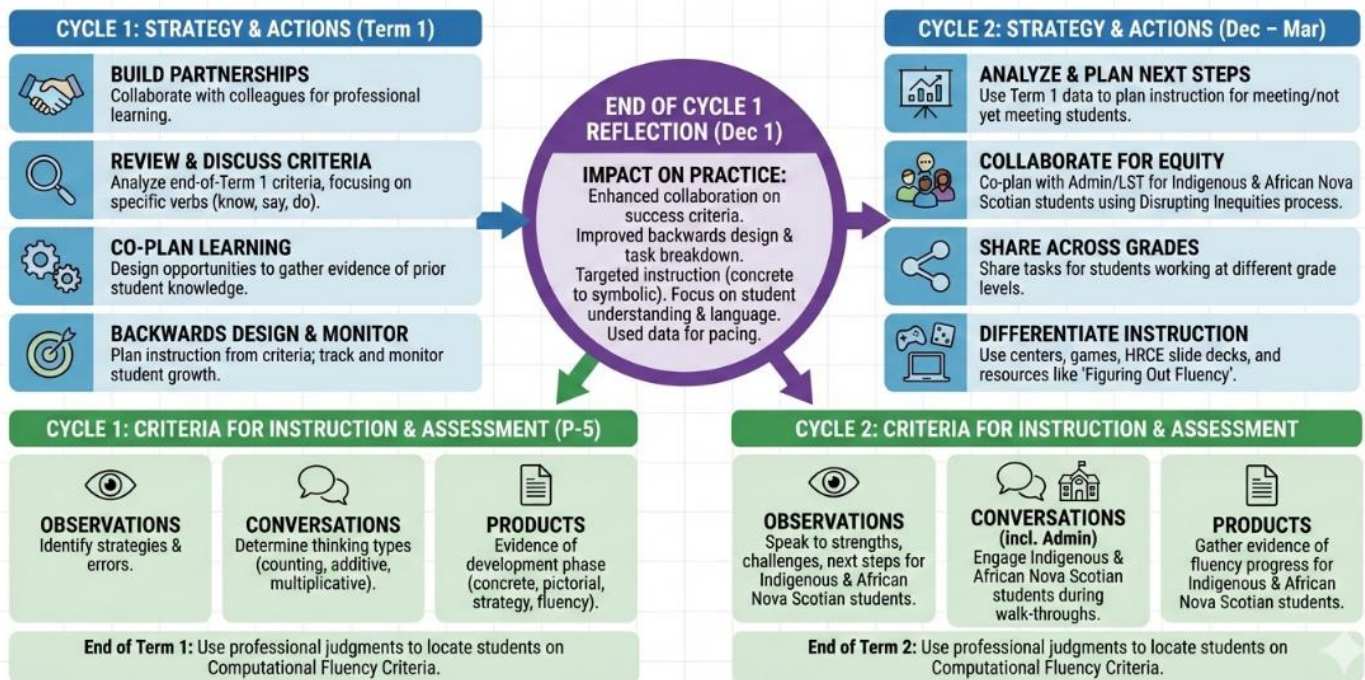 CYCLE 1: STRATEGY & ACTIONS (Term 1)
BUILD PARTNERSHIPS
Collaborate with colleagues for professional
learning.
REVIEW & DISCUSS CRITERIA
Analyze end-of-Term 1 criteria, focusing on
specific verbs (know, say, do).
CO-PLAN LEARNING
Design opportunities to gather evidence of prior
student knowledge.
BACKWARDS DESIGN & MONITOR
Plan instruction from criteria; track and monitor
student growth.
END OF CYCLE 1
REFLECTION (Dec 1)
IMPACT ON PRACTICE:
Enhanced collaboration on
success criteria.
Improved backwards design &
task breakdown.
Targeted instruction (concrete
to symbolic). Focus on student
understanding & language.
Used data for pacing.
CYCLE 2: STRATEGY & ACTIONS (Dec – Mar)
ANALYZE & PLAN NEXT STEPS
Use Term 1 data to plan instruction for meeting/not
yet meeting students.
COLLABORATE FOR EQUITY
Co-plan with Admin/LST for Indigenous & African Nova
Scotian students using Disrupting Inequities process.
SHARE ACROSS GRADES
Share tasks for students working at different grade
levels.
DIFFERENTIATE INSTRUCTION
Use centers, games, HRCE slide decks, and
resources like 'Figuring Out Fluency'.
CYCLE 1: CRITERIA FOR INSTRUCTION & ASSESSMENT (P-5)
OBSERVATIONS
Identify strategies &
errors.
CONVERSATIONS
Determine thinking types
(counting, additive,
multiplicative).
PRODUCTS
Evidence of
development phase
(concrete, pictorial,
strategy, fluency).
End of Term 1: Use professional judgments to locate students on
Computational Fluency Criteria.
CYCLE 2: CRITERIA FOR INSTRUCTION & ASSESSMENT
OBSERVATIONS
Speak to strengths,
challenges, next steps for
Indigenous & African
Nova Scotian students.
CONVERSATIONS
(incl. Admin)
Engage Indigenous &
African Nova Scotian
students during
walk-throughs.
PRODUCTS
Gather evidence of
fluency progress for
Indigenous & African
Nova Scotian students.
End of Term 2: Use professional judgments to locate students on
Computational Fluency Criteria.